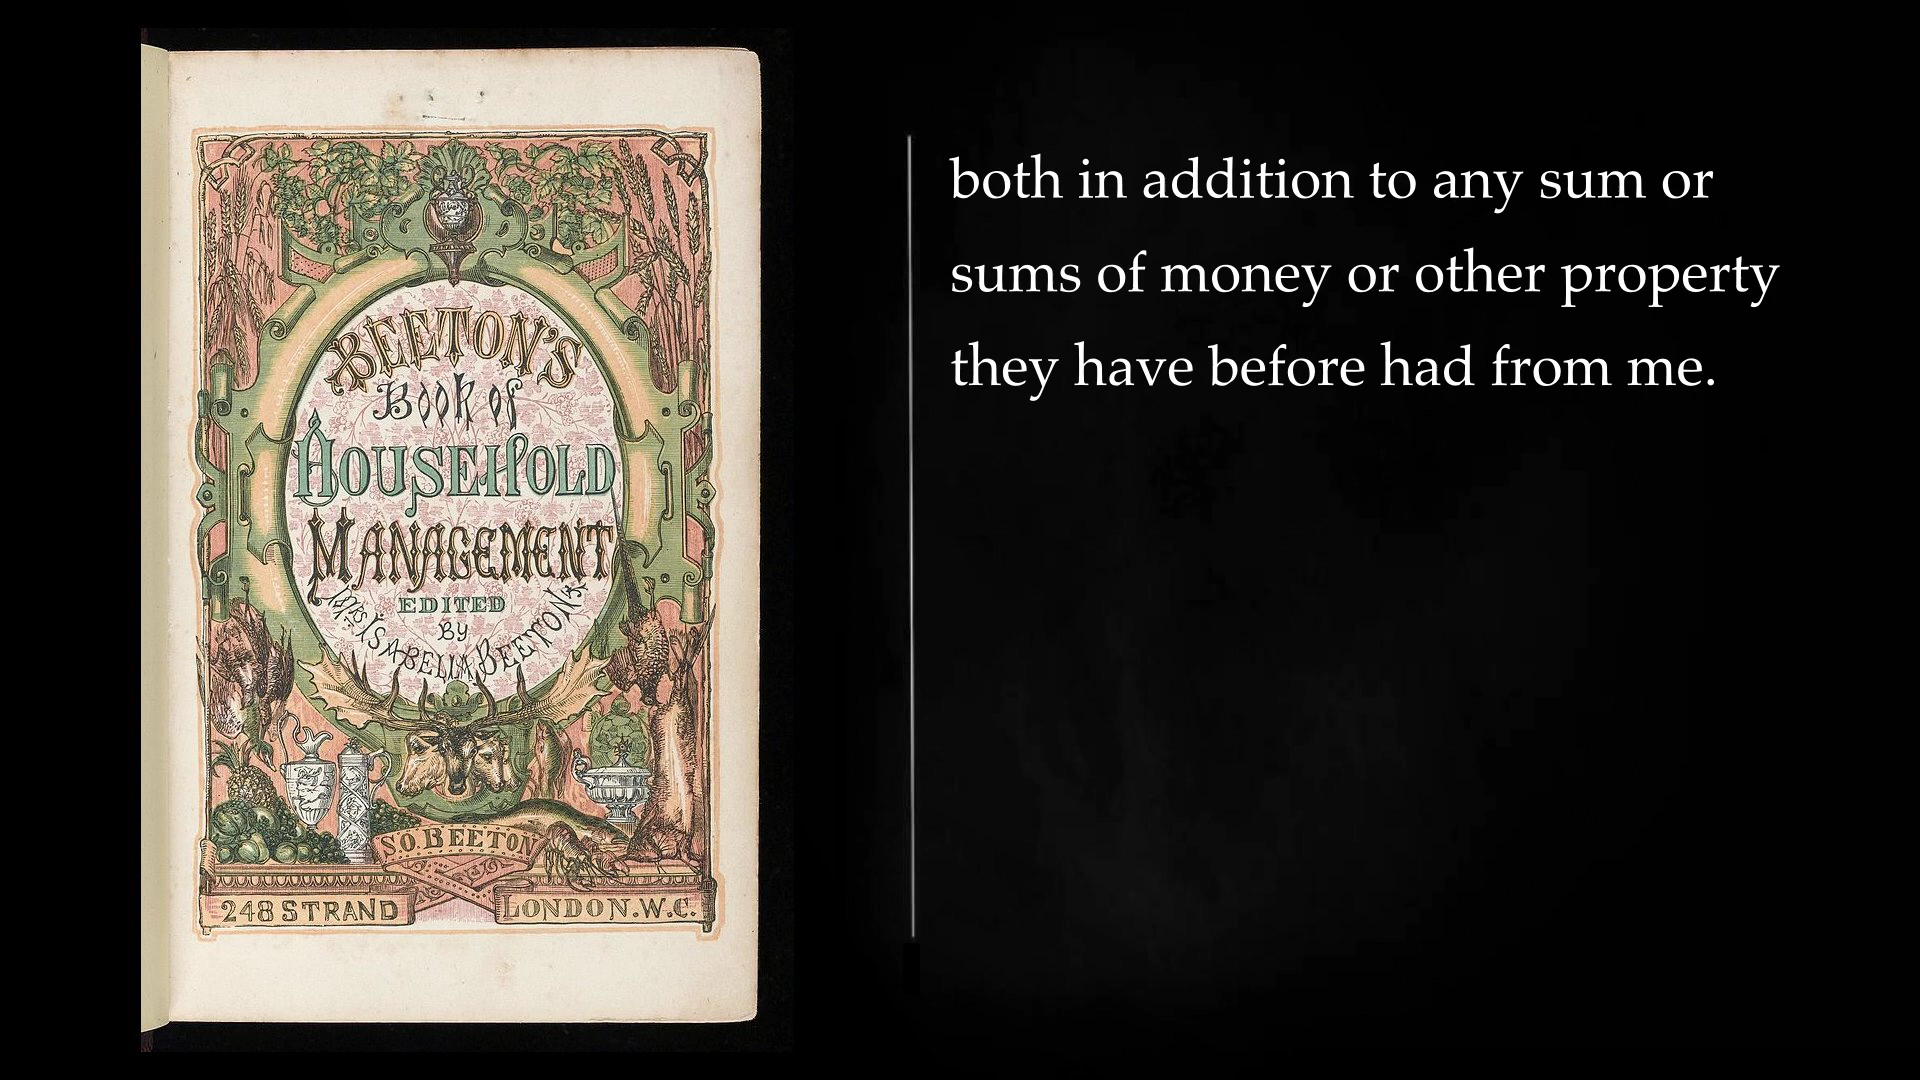 BEETON'S
Book of
HOUSEHOLD
MANAGEMENT
EDITED
BY
MRS ISABELLA BEETON
S.O. BEETON
248 STRAND
LONDON. W.C.
both in addition to any sum or
sums of money or other property
they have before had from me.